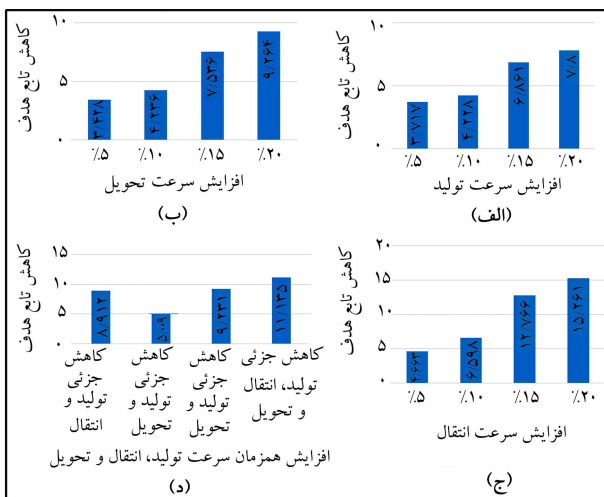 کاهش تابع هدف
۱۰
۵
۰
۳/۷۱۷
۴/۲۲۸
۶/۸۶۱
۷/۸
٪۵
٪۱۰
٪۱۵
٪۲۰
افزایش سرعت تولید
(الف)
کاهش تابع هدف
۱۰
۵
۰
۳/۴۲۸
۴/۲۳۶
۷/۵۳۶
۹/۲۶۴
٪۵
٪۱۰
٪۱۵
٪۲۰
افزایش سرعت تحویل
(ب)
کاهش تابع هدف
۲۰
۱۵
۱۰
۵
۰
۴۶۶۳
۶/۵۹۸
۱۲/۷۶۶
۱۵/۲۶۱
٪۵
٪۱۰
٪۱۵
٪۲۰
افزایش سرعت انتقال
(ج)
کاهش تابع هدف
۱۵
۱۰
۵
۰
۸/۹۱۲
۵۰۰۹
۹/۲۳۱
۱۱/۱۳۵
کاهش
جزئی
تولید و
انتقال
کاهش
جزئی
تولید و
تحویل
کاهش
جزئی
تولید و
تحویل
کاهش جزئی
تولید، انتقال
و تحویل
افزایش همزمان سرعت تولید، انتقال و تحویل
(د)